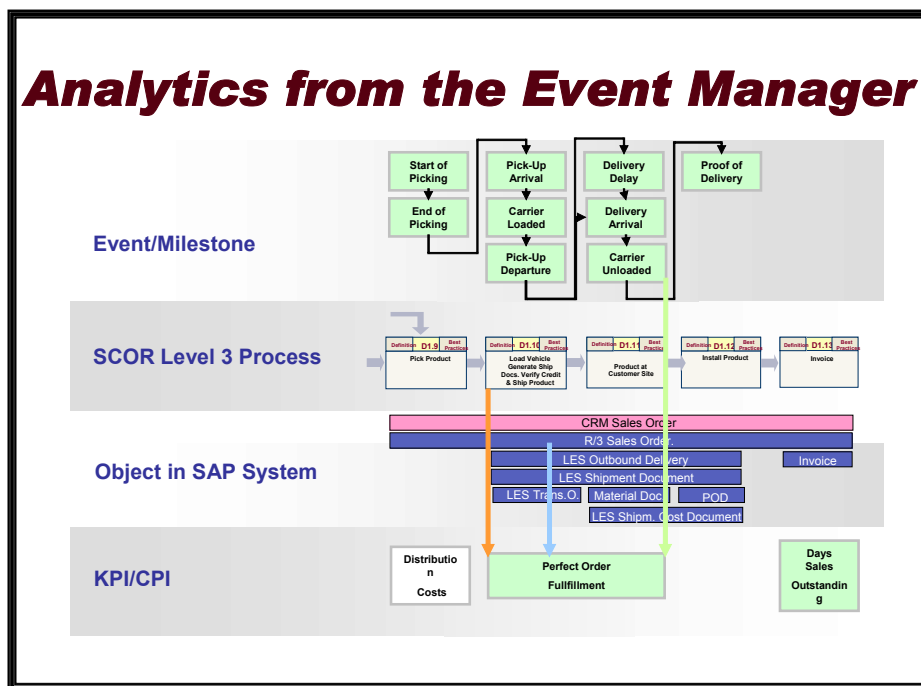 Analytics from the Event Manager
Start of
Picking
End of
Picking
Pick-Up
Arrival
Carrier
Loaded
Pick-Up
Departure
Delivery
Delay
Delivery
Arrival
Carrier
Unloaded
Proof of
Delivery
Event/Milestone
SCOR Level 3 Process
Definition D1.9 Best Practices
Pick Product
Definition D1.10 Best Practices
Load Vehicle
Generate Ship
Docs. Verify Credit
& Ship Product
Definition D1.11 Best Practices
Product at
Customer Site
Definition D1.12 Best Practices
Install Product
Definition D1.13 Best Practices
Invoice
Object in SAP System
CRM Sales Order
R/3 Sales Order.
LES Outbound Delivery
Invoice
LES Shipment Document
LES Trans.O.
Material Doc.
POD
LES Shipm. Cost Document
KPI/CPI
Distributio
n
Costs
Perfect Order
Fullfillment
Days
Sales
Outstandin
g